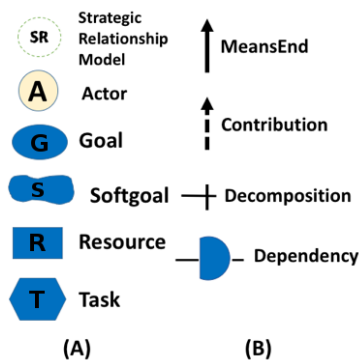 SR
Strategic
Relationship
Model
A
Actor
G
Goal
S
Softgoal
R
Resource
T
Task
(A)
MeansEnd
Contribution
Decomposition
Dependency
(B)